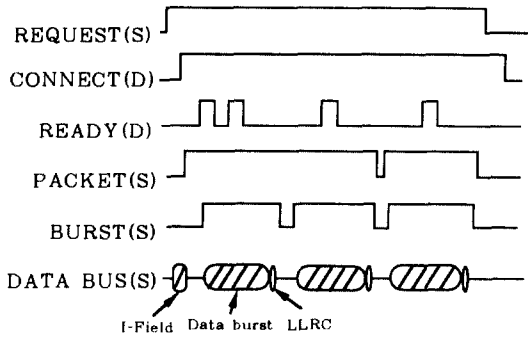 REQUEST(S)
CONNECT(D)
READY(D)
PACKET(S)
BURST(S)
DATA BUS(S)
I-Field Data burst LLRC